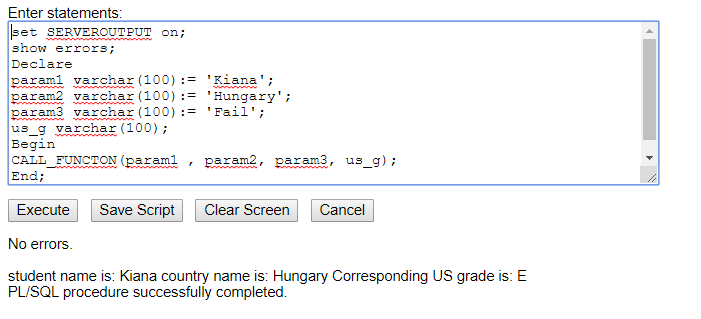 Enter statements:
set SERVEROUTPUT on;
show errors;
Declare
param1 varchar(100):= 'Kiana';
param2 varchar(100):= 'Hungary';
param3 varchar(100):= 'Fail';
us_g varchar(100);
Begin
CALL_FUNCTON(param1 , param2, param3, us_g);
End;
Execute Save Script Clear Screen Cancel
No errors.
student name is: Kiana country name is: Hungary Corresponding US grade is: E
PL/SQL procedure successfully completed.